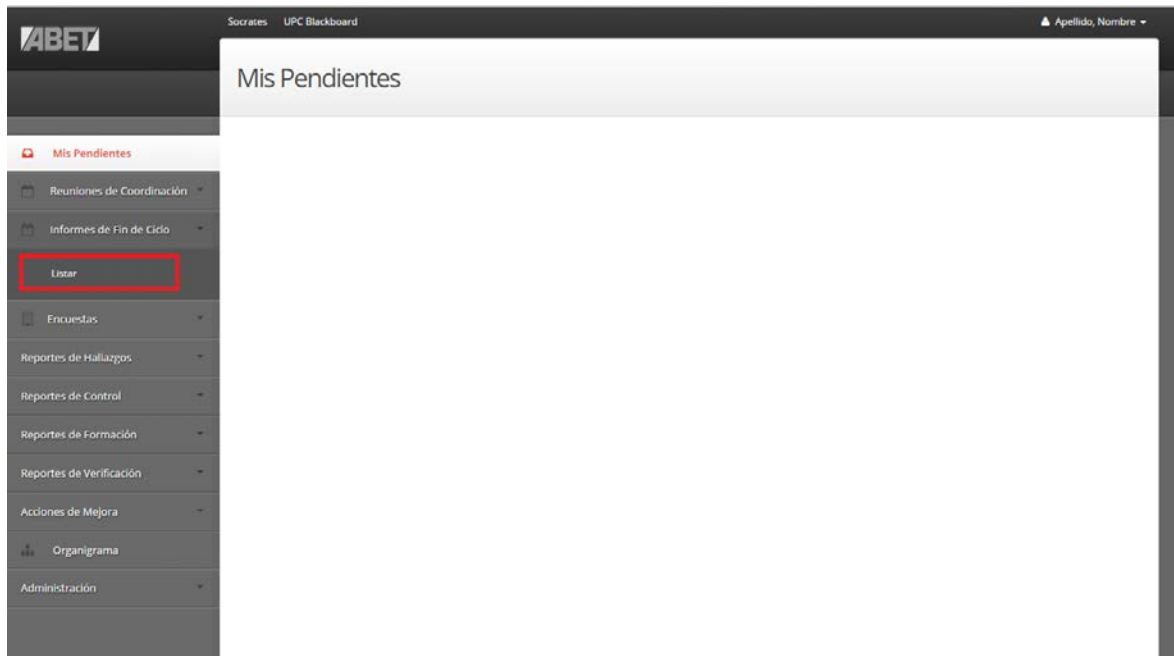 Socrates UPC Blackboard Apellido, Nombre
ABET
Mis Pendientes
Mis Pendientes
Reuniones de Coordinación
Informes de Fin de Ciclo
Listar
Encuestas
Reportes de Hallazgos
Reportes de Control
Reportes de Formación
Reportes de Verificación
Acciones de Mejora
Organigrama
Administración